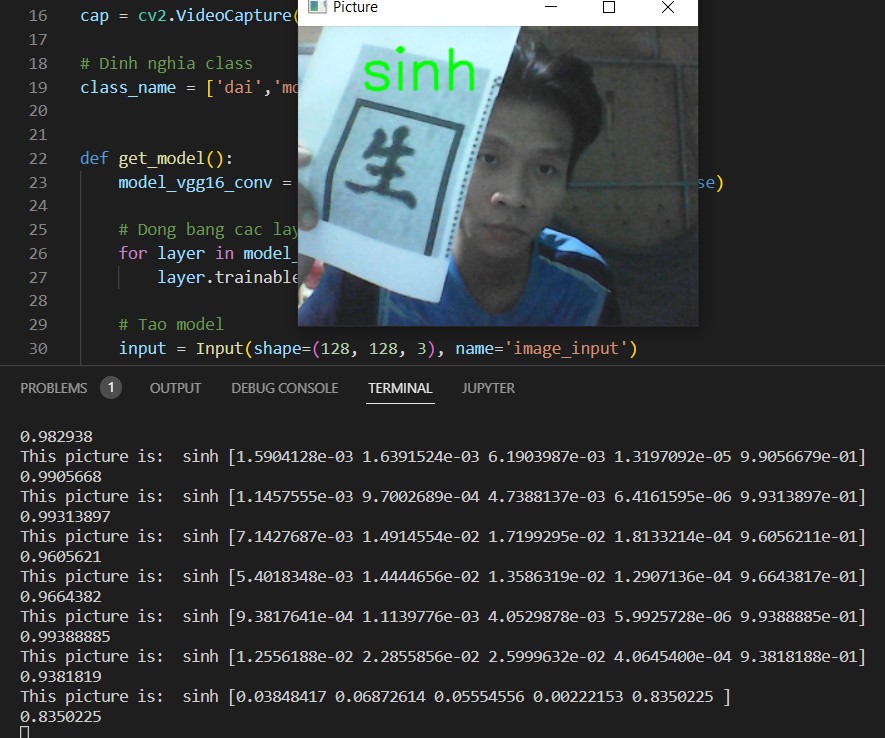 Picture
16 cap = cv2.VideoCapture(
17
18 # Dinh nghia class
19 class_name = ['dai','mo
20
21
22 def get_model():
23 model_vgg16_conv = se)
24
25 # Dong bang cac lay
26 for layer in model_
27 layer.trainable
28
29 # Tao model
30 input = Input(shape=(128, 128, 3), name='image_input')
sinh
生
PROBLEMS 1 OUTPUT DEBUG CONSOLE TERMINAL JUPYTER
0.982938
This picture is:  sinh [1.5904128e-03 1.6391524e-03 6.1903987e-03 1.3197092e-05 9.9056679e-01]
0.9905668
This picture is:  sinh [1.1457555e-03 9.7002689e-04 4.7388137e-03 6.4161595e-06 9.9313897e-01]
0.99313897
This picture is:  sinh [7.1427687e-03 1.4914554e-02 1.7199295e-02 1.8133214e-04 9.6056211e-01]
0.9605621
This picture is:  sinh [5.4018348e-03 1.4444656e-02 1.3586319e-02 1.2907136e-04 9.6643817e-01]
0.9664382
This picture is:  sinh [9.3817641e-04 1.1139776e-03 4.0529878e-03 5.9925728e-06 9.9388885e-01]
0.99388885
This picture is:  sinh [1.2556188e-02 2.2855856e-02 2.5999632e-02 4.0645400e-04 9.3818188e-01]
0.9381819
This picture is:  sinh [0.03848417 0.06872614 0.05554556 0.00222153 0.8350225 ]
0.8350225